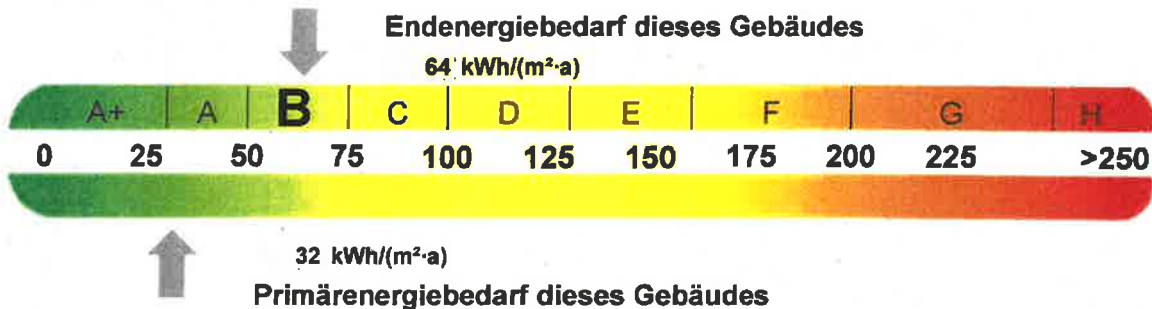 Endenergiebedarf dieses Gebäudes
64 kWh/(m²·a)
A+ A B C D E F G H
0 25 50 75 100 125 150 175 200 225 >250
32 kWh/(m²·a)
Primärenergiebedarf dieses Gebäudes